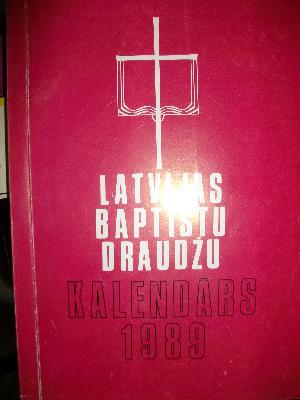 LATVIJAS
BAPTISTU
DRAUDŽU
KALENDARS
1989